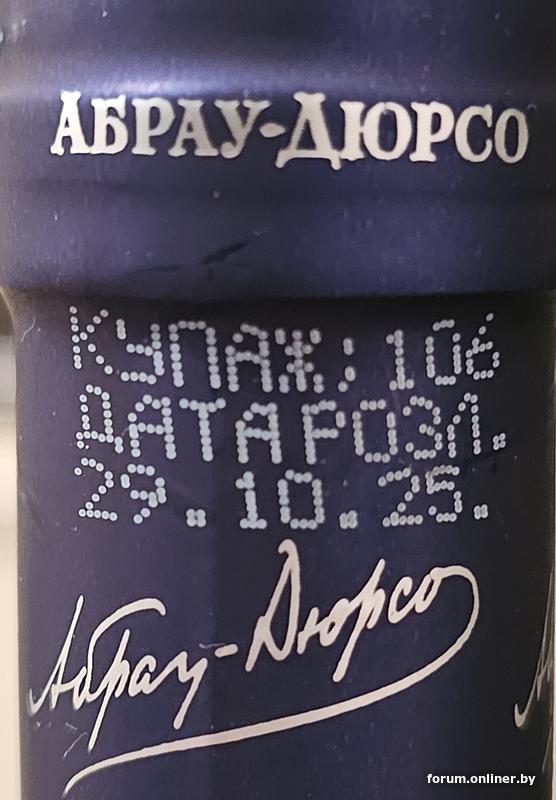 АБРАУ-ДЮРСО
КУПАЖ; 106
ДАТА РОЗЛ.
29.10.25.
Абрау-Дюрсо
forum.onliner.by